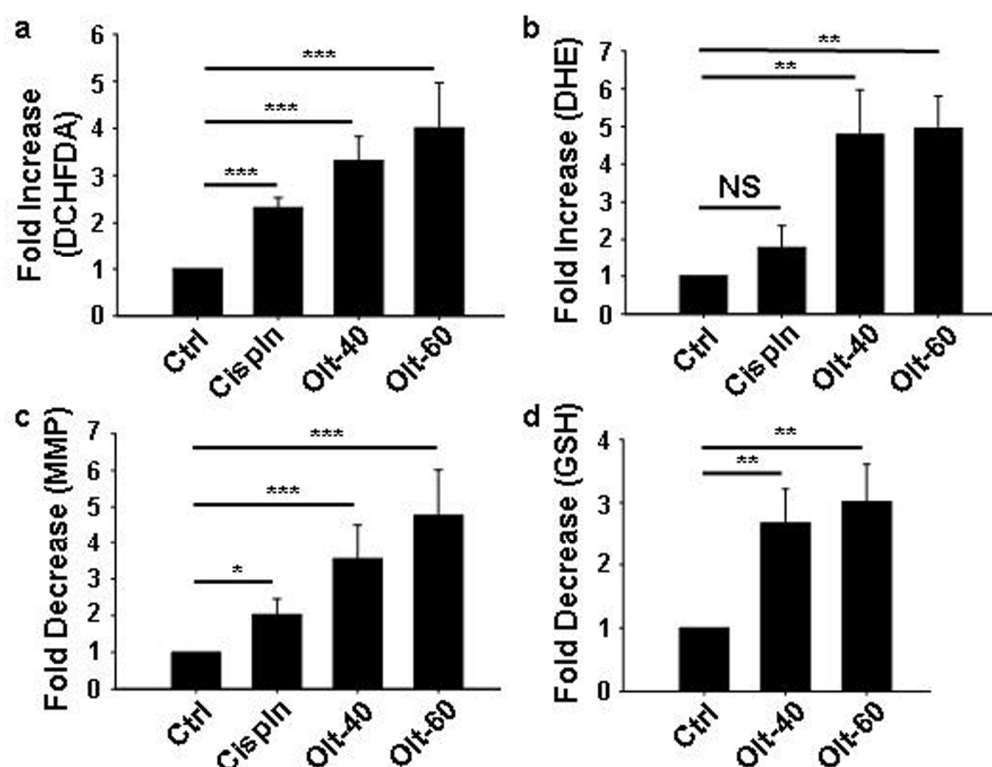 a
Fold Increase
(DCHFDA)
6
5
4
3
2
1
0
***
***
***
Ctrl
Cispln
Olt-40
Olt-60
b
Fold Increase (DHE)
7
6
5
4
3
2
1
0
**
**
NS
Ctrl
Cispln
Olt-40
Olt-60
c
Fold Decrease (MMP)
7
6
5
4
3
2
1
0
***
***
*
Ctrl
Cispln
Olt-40
Olt-60
d
Fold Decrease (GSH)
4
3
2
1
0
**
**
Ctrl
Olt-40
Olt-60